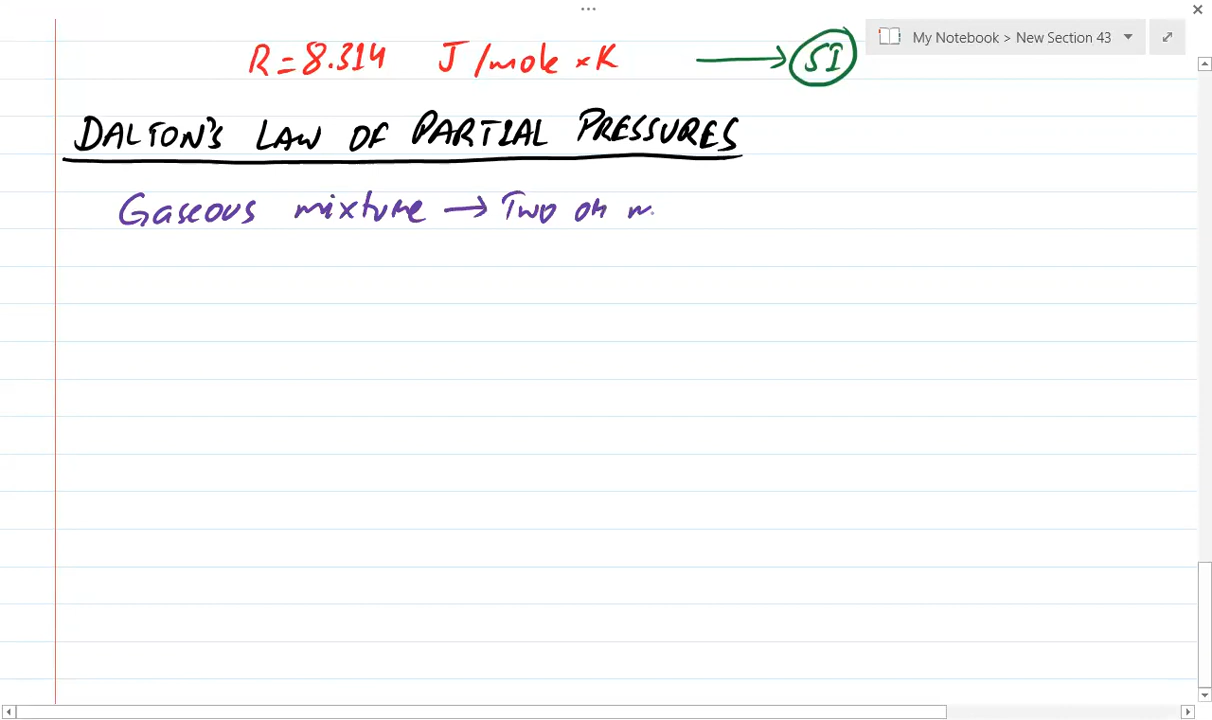 My Notebook > New Section 43
R = 8.314 J/mole × K → SI
DALTON'S LAW OF PARTIAL PRESSURES
Gaseous mixture → Two or m